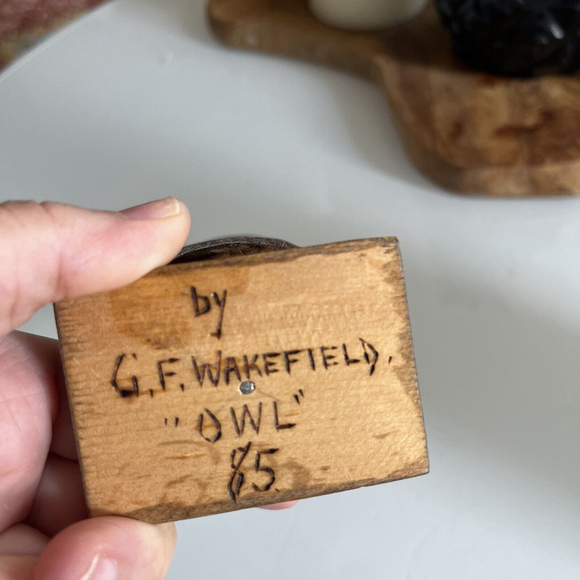 by
G.F. WAKEFIELD.
"OWL"
85.